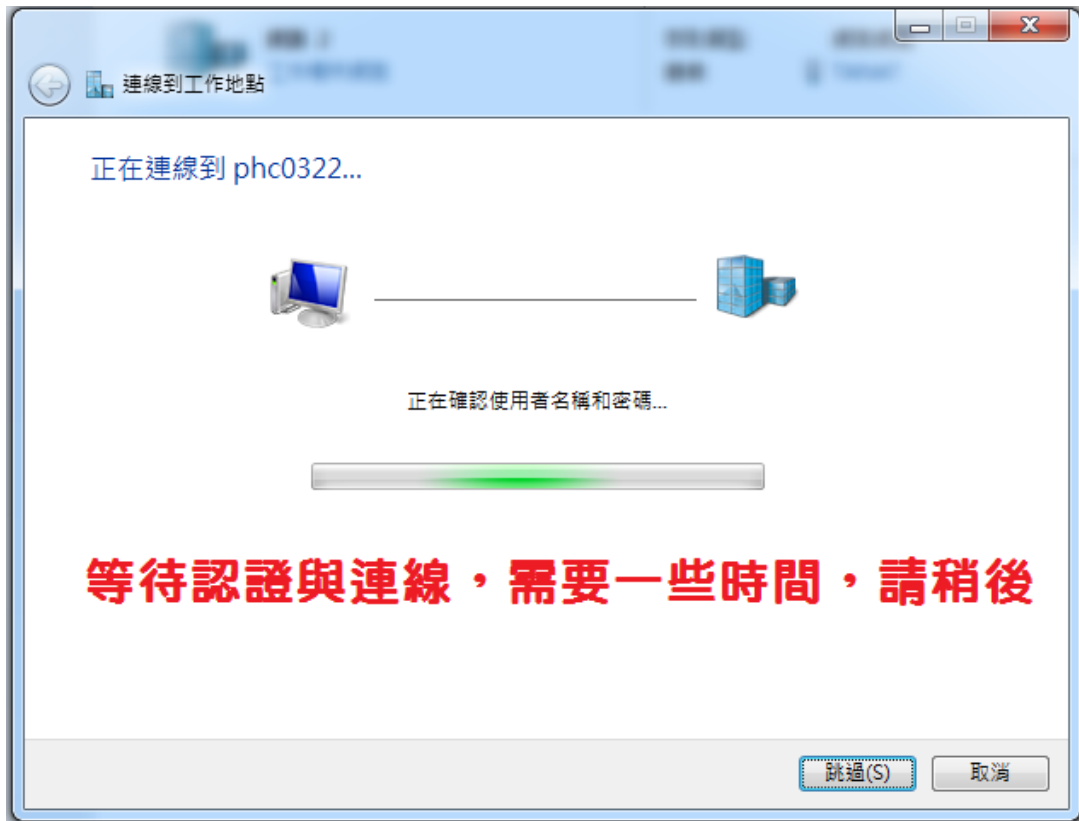 連線到工作地點
正在連線到 phc0322...
正在確認使用者名稱和密碼...
等待認證與連線，需要一些時間，請稍後
跳過(S)
取消